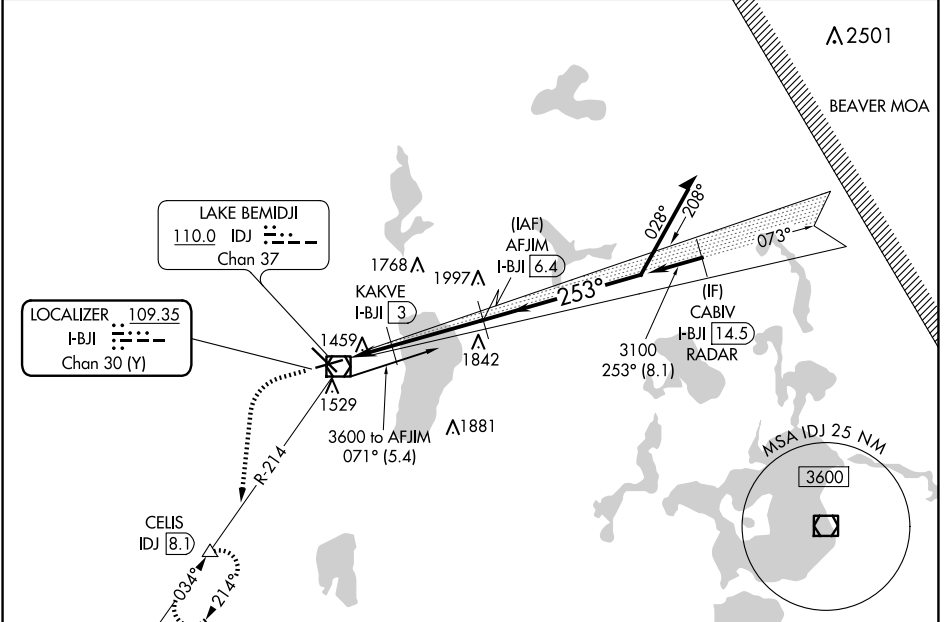 2501
BEAVER MOA
LAKE BEMIDJI
110.0 IDJ
Chan 37
LOCALIZER 109.35
I-BJI
Chan 30 (Y)
(IAF)
AFJIM
I-BJI 6.4
1768
1997
KAKVE
I-BJI 3
1459
1842
1529
1881
028°
208°
073°
253°
(IF)
CABIV
I-BJI 14.5
RADAR
3100
253° (8.1)
3600 to AFJIM
071° (5.4)
R-214
MSA IDJ 25 NM
3600
CELIS
IDJ 8.1
034°
214°